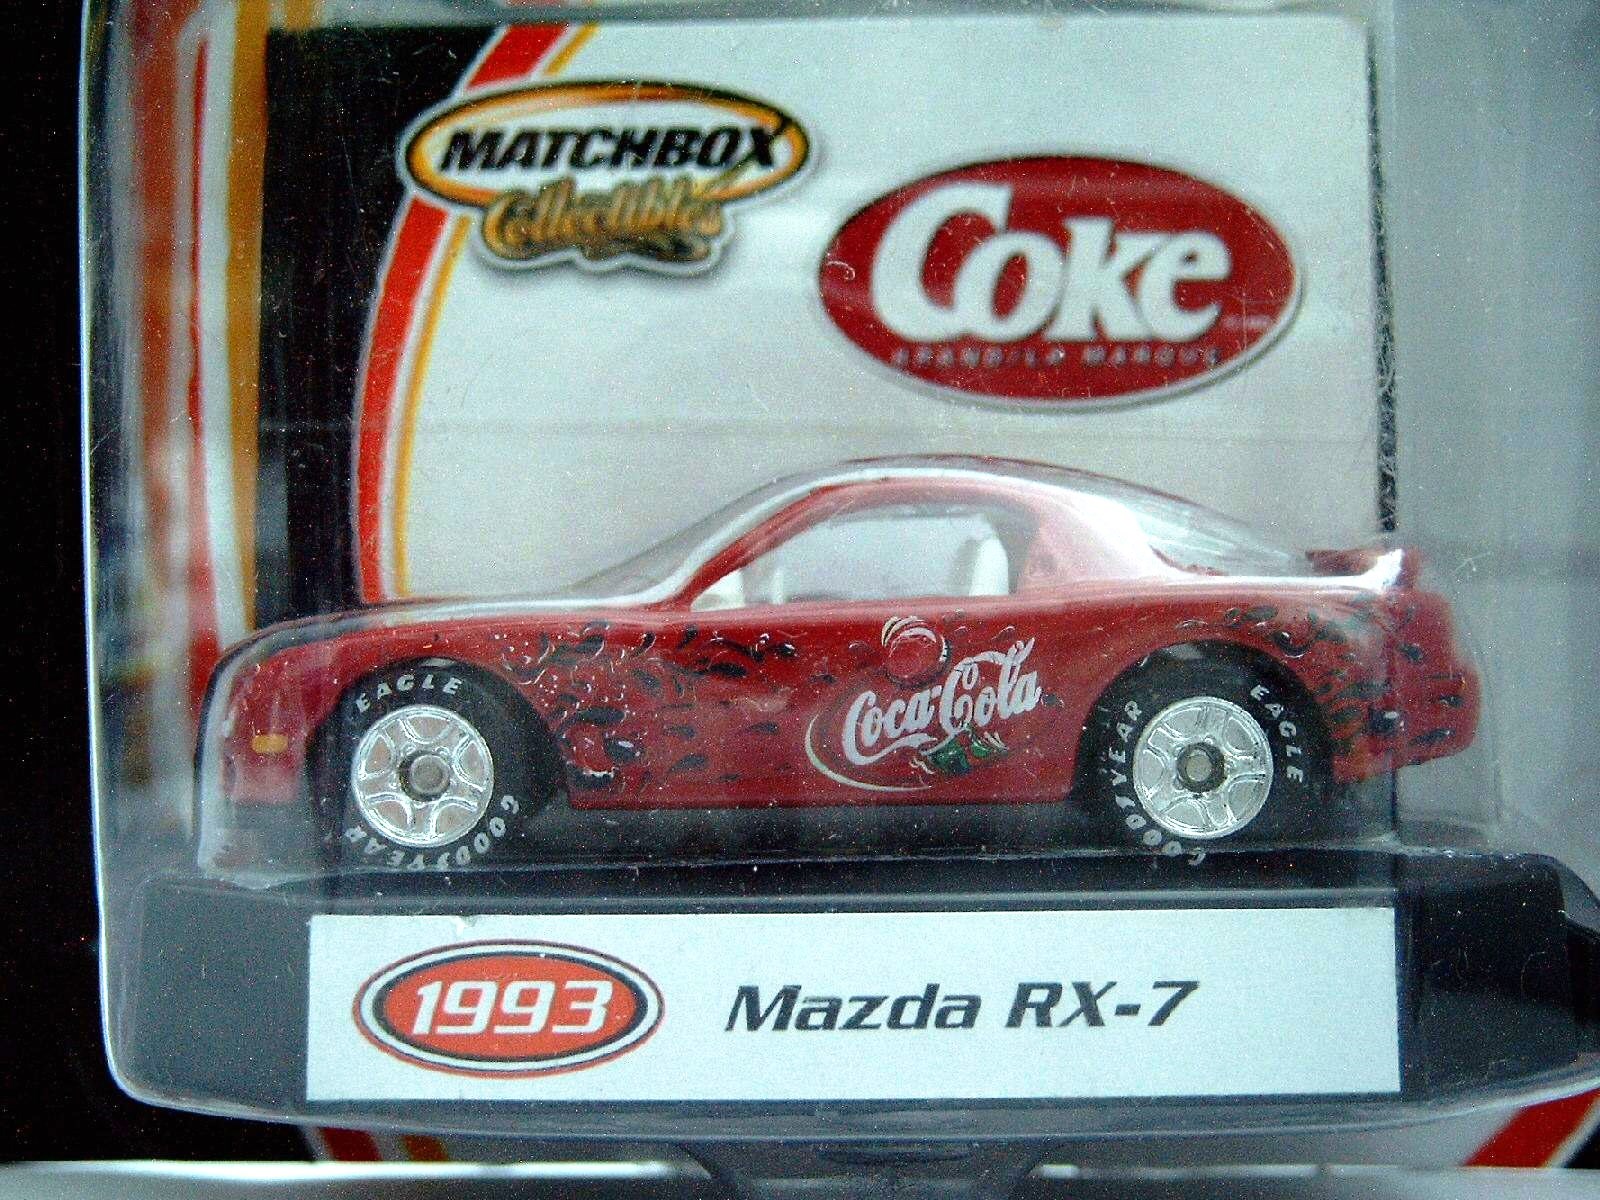 MATCHBOX
Collectibles
Coke
BRAND/LA MARQUE
Coca-Cola
EAGLE
GOODYEAR
EAGLE
GOODYEAR
1993
Mazda RX-7